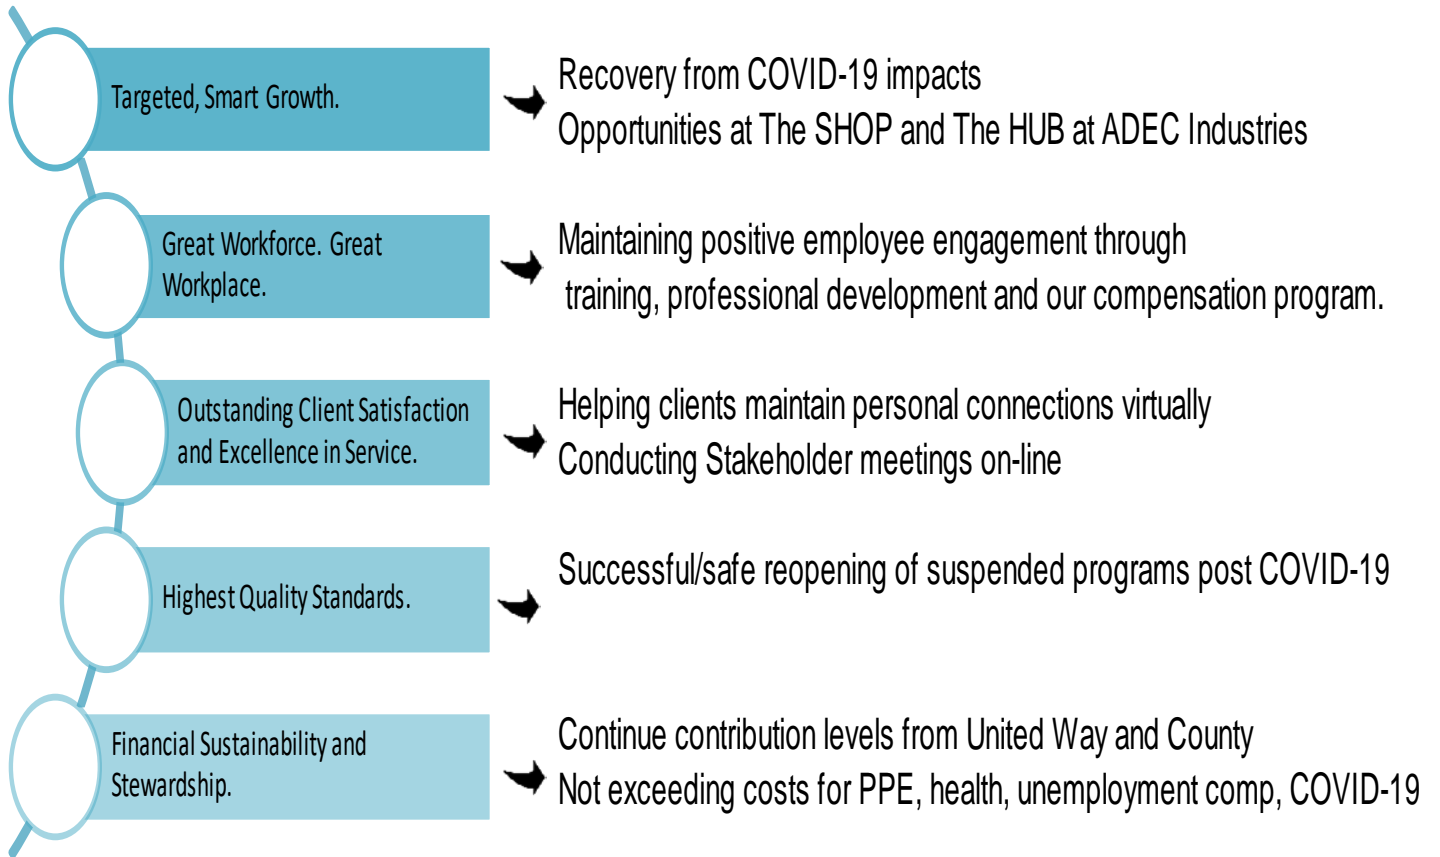 Targeted, Smart Growth.
Recovery from COVID-19 impacts
Opportunities at The SHOP and The HUB at ADEC Industries
Great Workforce. Great
Workplace.
Maintaining positive employee engagement through
training, professional development and our compensation program.
Outstanding Client Satisfaction
and Excellence in Service.
Helping clients maintain personal connections virtually
Conducting Stakeholder meetings on-line
Highest Quality Standards.
Successful/safe reopening of suspended programs post COVID-19
Financial Sustainability and
Stewardship.
Continue contribution levels from United Way and County
Not exceeding costs for PPE, health, unemployment comp, COVID-19